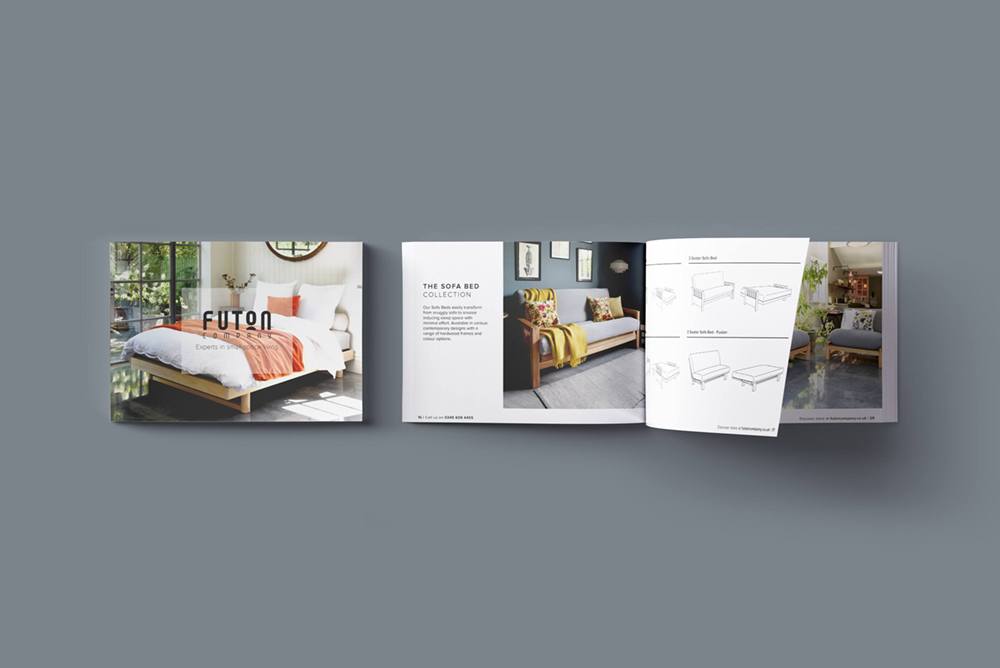 FUTON
COMPANY
Experts in small space living
THE SOFA BED
COLLECTION
Our Sofa Beds easily transform
from snuggly sofa to snooze
inducing sleep space with
minimal effort. Available in various
contemporary designs with a
range of hardwood frames and
colour options.
16 | Call us on 0345 609 4455
2 Seater Sofa Bed
2 Seater Sofa Bed - Fusion
Discover more at futoncompany.co.uk | 17
Discover more at futoncompany.co.uk | 19